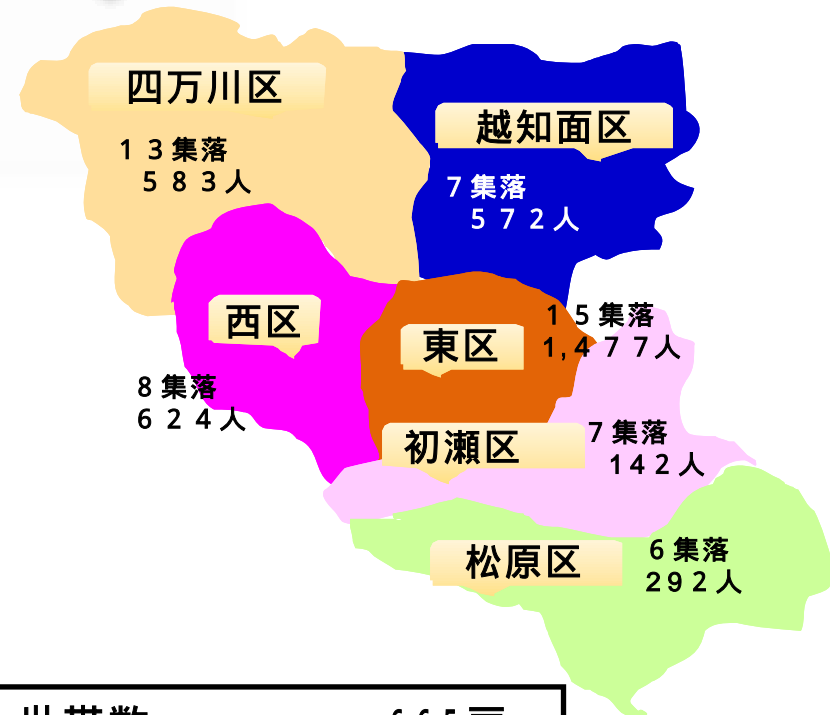 四万川区
１３集落
５８３人
越知面区
７集落
５７２人
西区
８集落
６２４人
東区
１５集落
１,４７７人
初瀬区
７集落
１４２人
松原区
６集落
２９２人